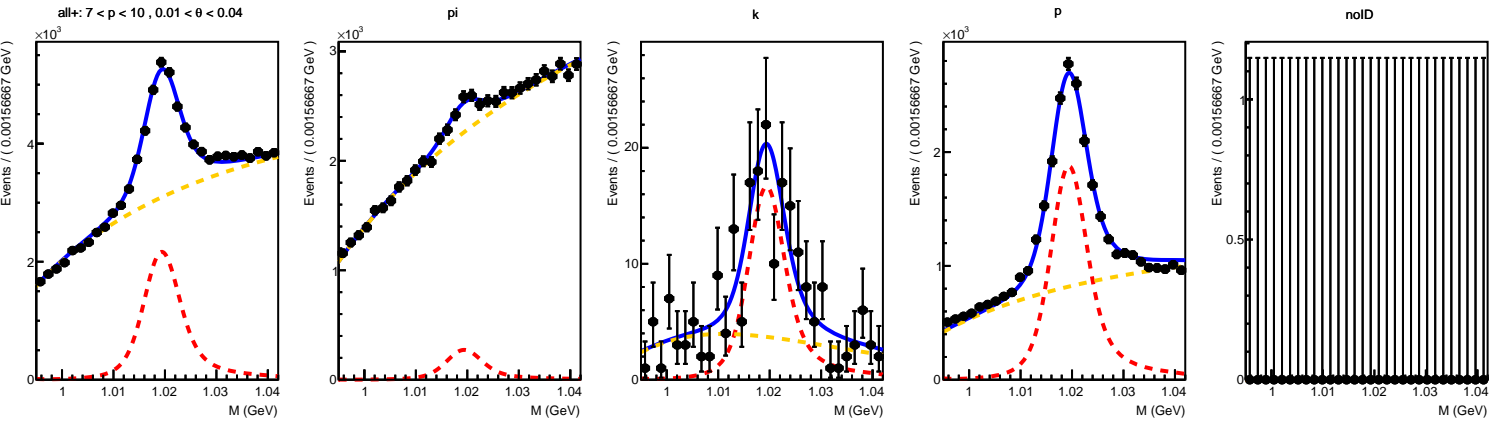 all+: 7 < p < 10 , 0.01 < θ < 0.04
×10³
Events / ( 0.00156667 GeV )
4
2
0
1 1.01 1.02 1.03 1.04
M (GeV)
pi
×10³
Events / ( 0.00156667 GeV )
3
2
1
0
1 1.01 1.02 1.03 1.04
M (GeV)
k
Events / ( 0.00156667 GeV )
20
10
0
1 1.01 1.02 1.03 1.04
M (GeV)
p
×10³
Events / ( 0.00156667 GeV )
2
1
0
1 1.01 1.02 1.03 1.04
M (GeV)
noID
Events / ( 0.00156667 GeV )
1
0.5
0
1 1.01 1.02 1.03 1.04
M (GeV)